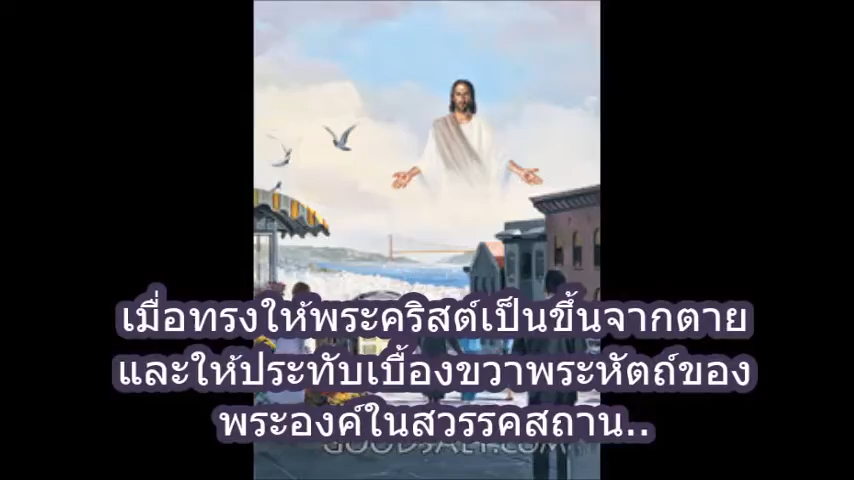 เมื่อทรงให้พระคริสต์เป็นขึ้นจากตาย
และให้ประทับเบื้องขวาพระหัตถ์ของ
พระองค์ในสวรรคสถาน..
GOODSALT.COM